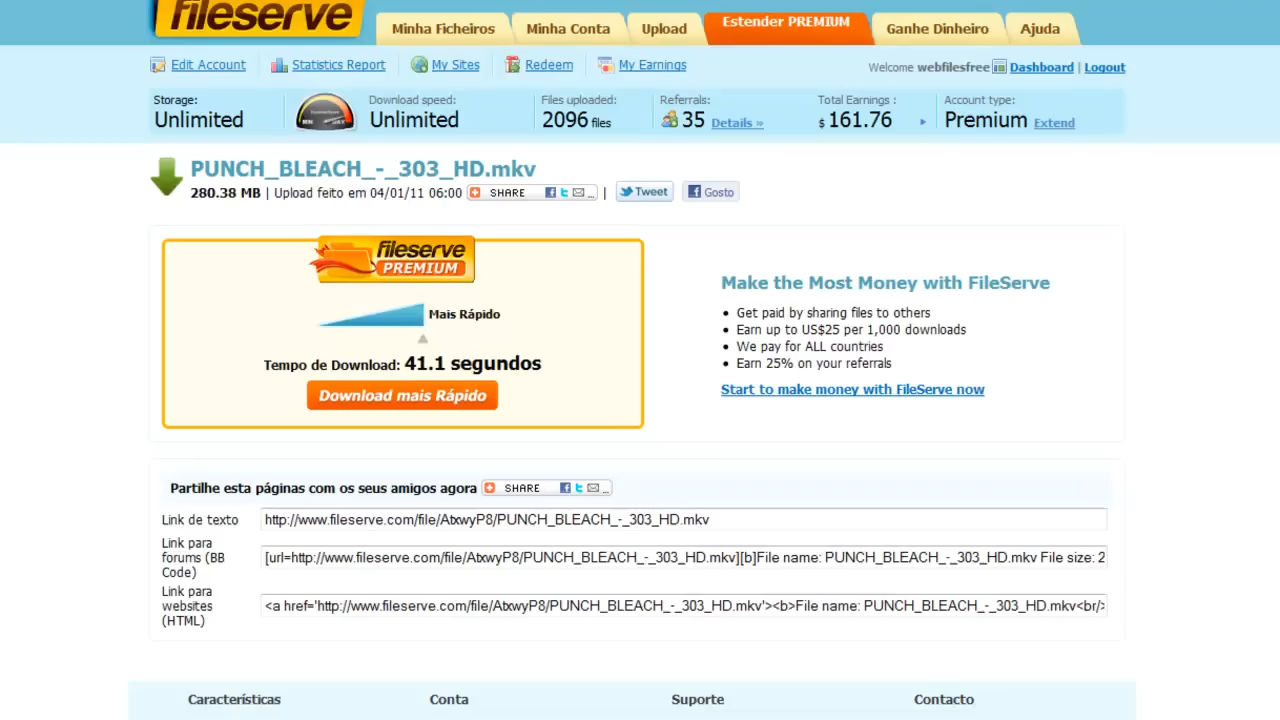 fileserve
Minha Ficheiros
Minha Conta
Upload
Estender PREMIUM
Ganhe Dinheiro
Ajuda
Edit Account
Statistics Report
My Sites
Redeem
My Earnings
Welcome webfilesfree Dashboard | Logout
Storage:
Unlimited
Download speed:
Unlimited
Files uploaded:
2096 files
Referrals:
35 Details »
Total Earnings :
$ 161.76
Account type:
Premium Extend
PUNCH_BLEACH_-_303_HD.mkv
280.38 MB | Upload feito em 04/01/11 06:00 SHARE ... | Tweet Gosto
fileserve
PREMIUM
Mais Rápido
Tempo de Download: 41.1 segundos
Download mais Rápido
Make the Most Money with FileServe
• Get paid by sharing files to others
• Earn up to US$25 per 1,000 downloads
• We pay for ALL countries
• Earn 25% on your referrals
Start to make money with FileServe now
Partilhe esta páginas com os seus amigos agora SHARE ...
Link de texto
http://www.fileserve.com/file/AtxwyP8/PUNCH_BLEACH_-_303_HD.mkv
Link para
forums (BB
Code)
[url=http://www.fileserve.com/file/AtxwyP8/PUNCH_BLEACH_-_303_HD.mkv][b]File name: PUNCH_BLEACH_-_303_HD.mkv File size: 2
Link para
websites
(HTML)
<a href='http://www.fileserve.com/file/AtxwyP8/PUNCH_BLEACH_-_303_HD.mkv'><b>File name: PUNCH_BLEACH_-_303_HD.mkv<br/>
Características
Conta
Suporte
Contacto